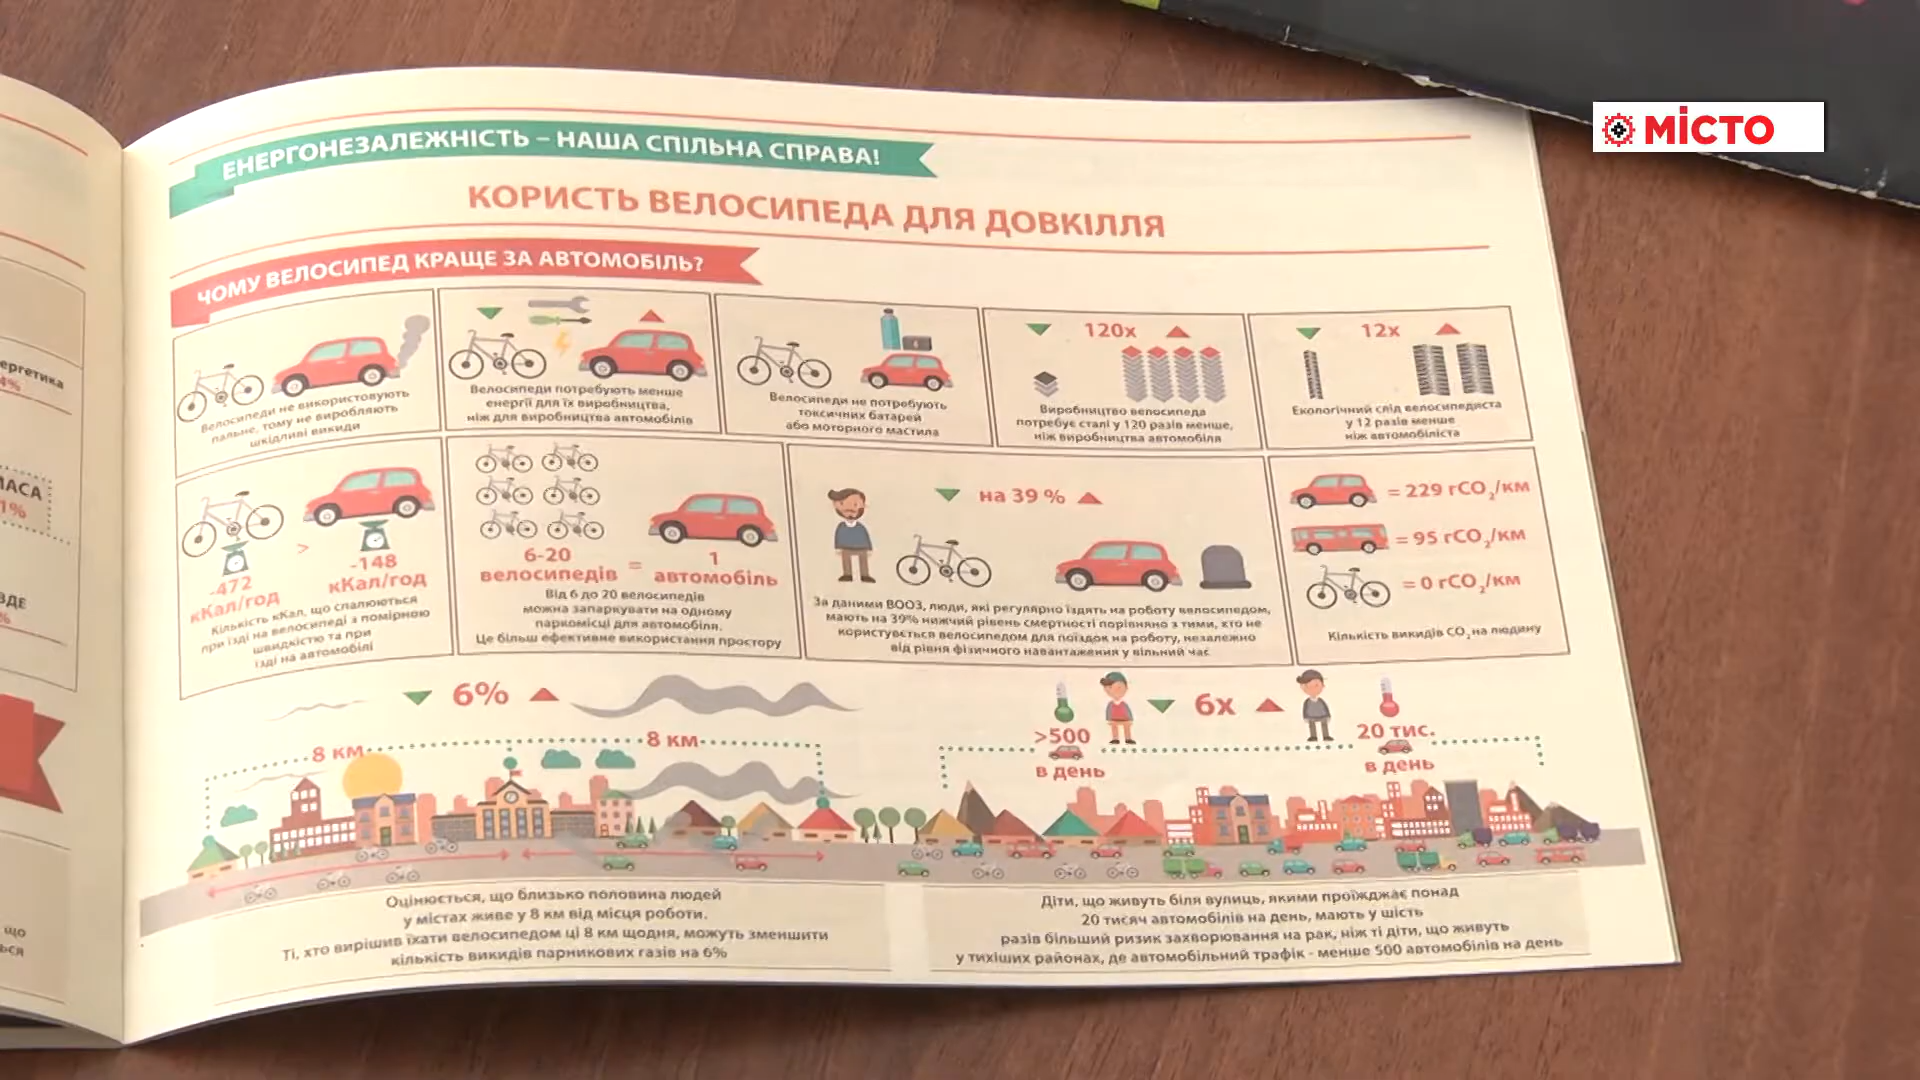 МІСТО
ЕНЕРГОНЕЗАЛЕЖНІСТЬ – НАША СПІЛЬНА СПРАВА!
КОРИСТЬ ВЕЛОСИПЕДА ДЛЯ ДОВКІЛЛЯ
ЧОМУ ВЕЛОСИПЕД КРАЩЕ ЗА АВТОМОБІЛЬ?
Велосипеди не використовують
пальне, тому не виробляють
шкідливі викиди
Велосипеди потребують менше
енергії для їх виробництва,
ніж для виробництва автомобілів
Велосипеди не потребують
токсичних батарей
або моторного мастила
120x
Виробництво велосипеда
потребує сталі у 120 разів менше,
ніж виробництва автомобіля
12x
Екологічний слід велосипедиста
у 12 разів менше
ніж автомобіліста
-472
кКал/год
>
-148
кКал/год
Кількість кКал, що спалюються
при їзді на велосипеді з помірною
швидкістю та при
їзді на автомобілі
6-20
велосипедів
=
1
автомобіль
Від 6 до 20 велосипедів
можна запаркувати на одному
паркомісці для автомобіля.
Це більш ефективне використання простору
на 39 %
За даними ВООЗ, люди, які регулярно їздять на роботу велосипедом,
мають на 39% нижчий рівень смертності порівняно з тими, хто не
користується велосипедом для поїздок на роботу, незалежно
від рівня фізичного навантаження у вільний час
= 229 гCO2/км
= 95 гCO2/км
= 0 гCO2/км
Кількість викидів CO2 на людину
6%
8 км
8 км
Оцінюється, що близько половина людей
у містах живе у 8 км від місця роботи.
Ті, хто вирішив їхати велосипедом ці 8 км щодня, можуть зменшити
кількість викидів парникових газів на 6%
6x
>500
в день
20 тис.
в день
Діти, що живуть біля вулиць, якими проїжджає понад
20 тисяч автомобілів на день, мають у шість
разів більший ризик захворювання на рак, ніж ті діти, що живуть
у тихіших районах, де автомобільний трафік - менше 500 автомобілів на день